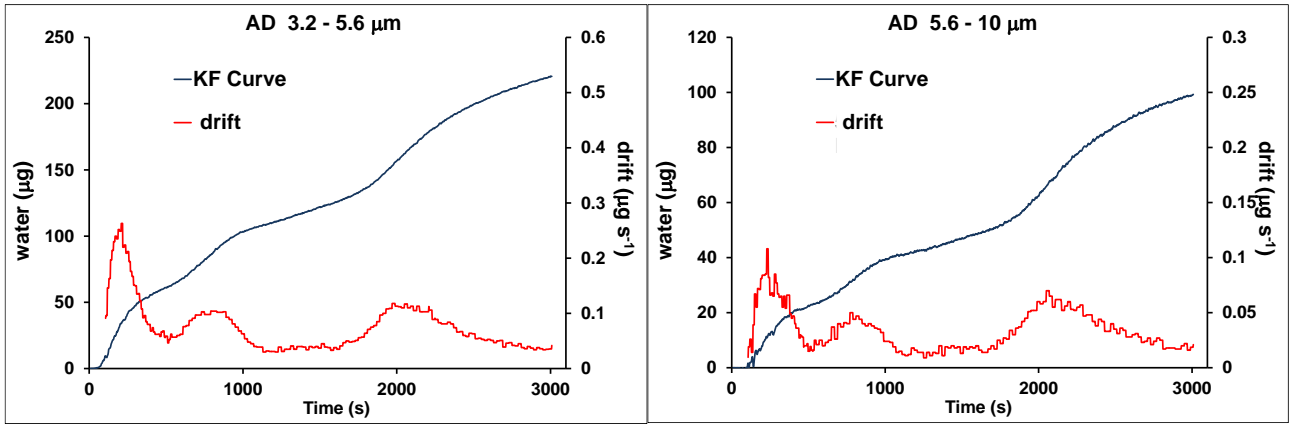 AD 3.2 - 5.6 µm
250
200
150
100
50
0
0.6
0.5
0.4
0.3
0.2
0.1
0
water (µg)
drift (µg s⁻¹)
KF Curve
drift
0
1000
2000
3000
Time (s)
AD 5.6 - 10 µm
120
100
80
60
40
20
0
0.3
0.25
0.2
0.15
0.1
0.05
0
water (µg)
drift (µg s⁻¹)
KF Curve
drift
0
1000
2000
3000
Time (s)